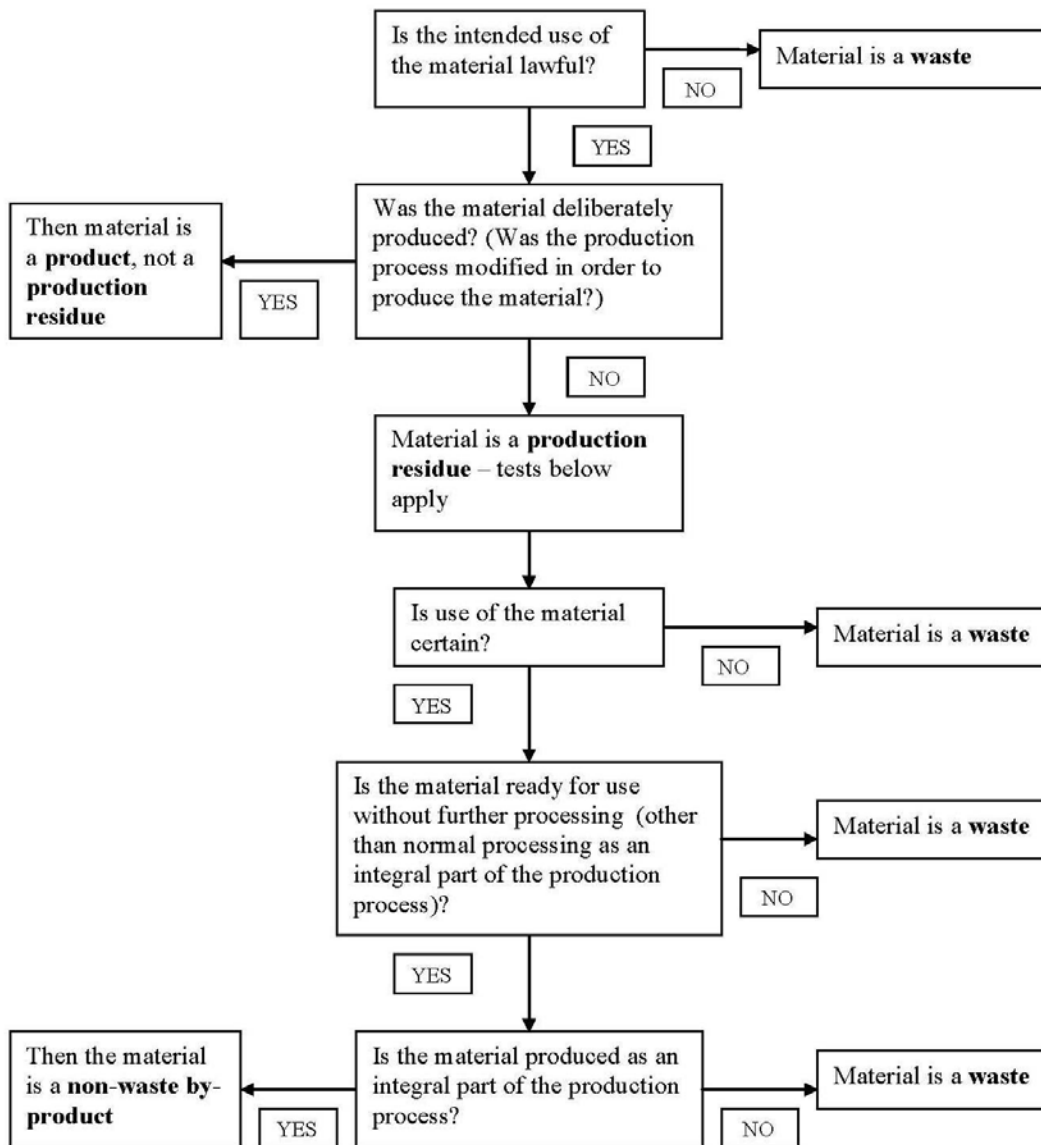 Is the intended use of
the material lawful?
Material is a waste
NO
YES
Was the material deliberately
produced? (Was the production
process modified in order to
produce the material?)
Then material is
a product, not a
production
residue
YES
NO
Material is a production
residue – tests below
apply
Is use of the material
certain?
Material is a waste
NO
YES
Is the material ready for use
without further processing (other
than normal processing as an
integral part of the production
process)?
Material is a waste
NO
YES
Is the material produced as an
integral part of the production
process?
Then the material
is a non-waste by-
product
Material is a waste
YES
NO